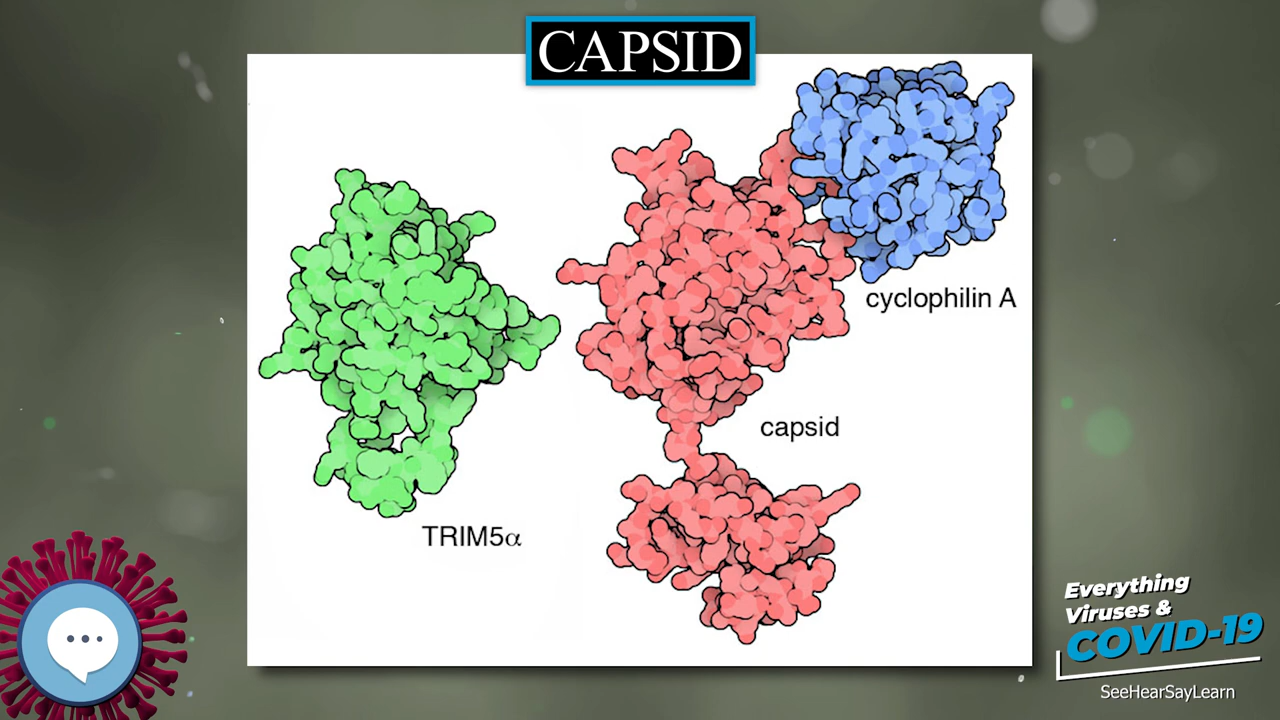 CAPSID
cyclophilin A
capsid
TRIM5α
Everything
Viruses &
COVID-19
SeeHearSayLearn